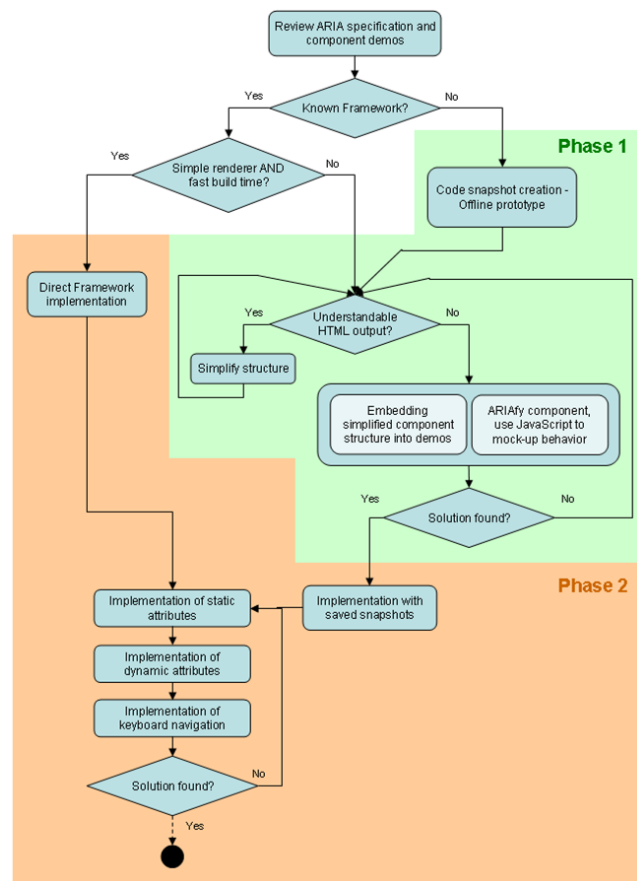 Review ARIA specification and
component demos
Yes
Known Framework?
No
Phase 1
Yes
Simple renderer AND
fast build time?
No
Code snapshot creation -
Offline prototype
Direct Framework
implementation
Yes
Understandable
HTML output?
No
Simplify structure
Embedding
simplified component
structure into demos
ARIAfy component,
use JavaScript to
mock-up behavior
Yes
Solution found?
No
Phase 2
Implementation of static
attributes
Implementation with
saved snapshots
Implementation of
dynamic attributes
Implementation of
keyboard navigation
Solution found?
No
Yes